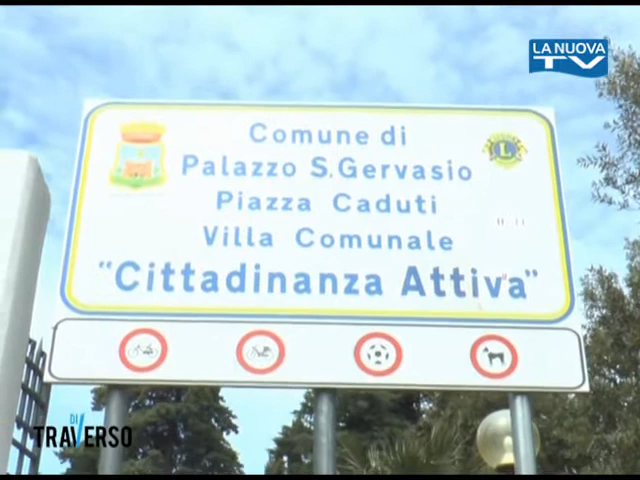 LA NUOVA
TV
Comune di
Palazzo S. Gervasio
Piazza Caduti
Villa Comunale
"Cittadinanza Attiva"
DI
TRAVERSO